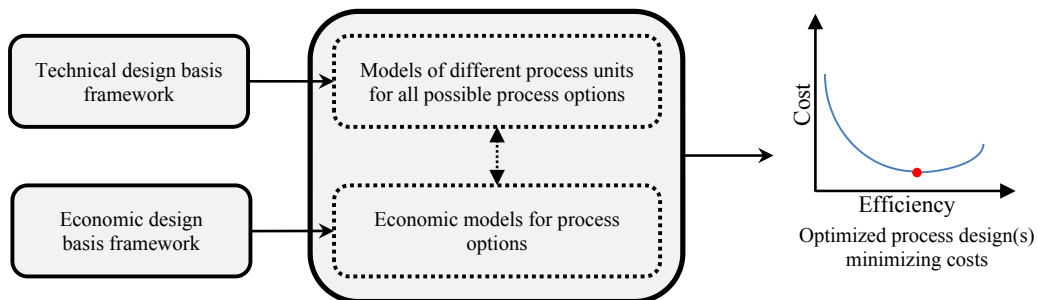 Technical design basis
framework
Models of different process units
for all possible process options
Economic design
basis framework
Economic models for process
options
Cost
Efficiency
Optimized process design(s)
minimizing costs